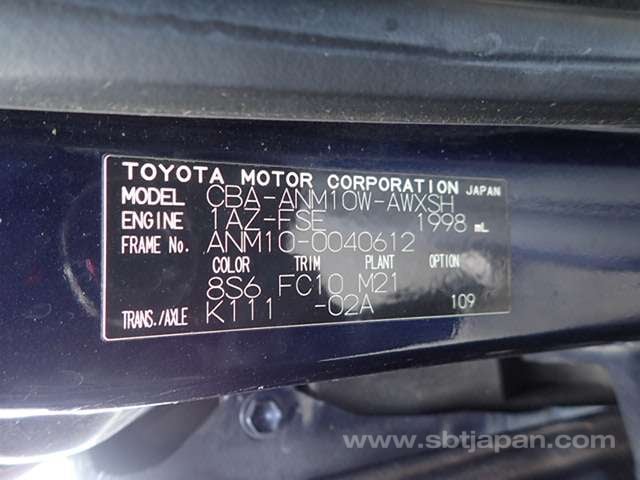 TOYOTA MOTOR CORPORATION JAPAN
MODEL CBA-ANM10W-AWXSH
ENGINE 1AZ-FSE 1998 mL
FRAME No. ANM10-0040612
COLOR TRIM PLANT OPTION
8S6 FC10 M21
TRANS./AXLE K111 -02A 109
www.sbtjapan.com